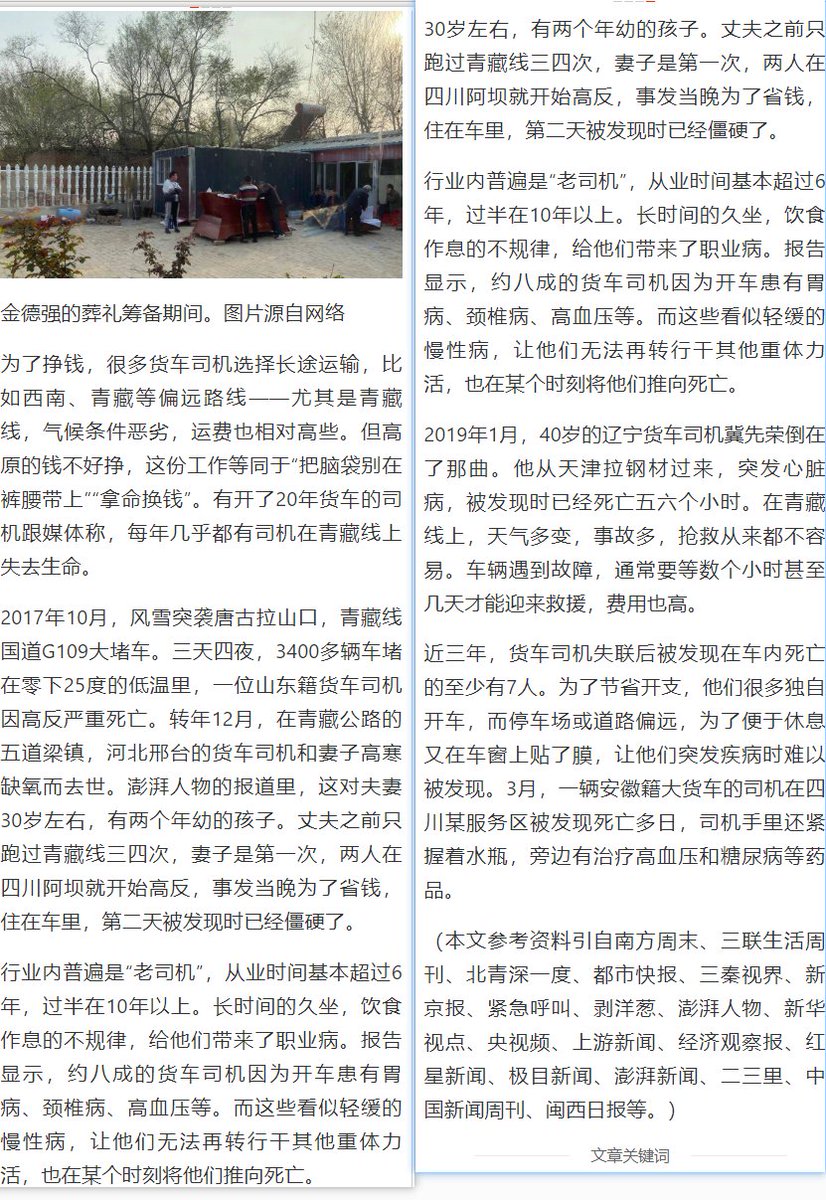 金德强的葬礼筹备期间。图片源自网络
为了挣钱，很多货车司机选择长途运输，比
如西南、青藏等偏远路线——尤其是青藏
线，气候条件恶劣，运费也相对高些。但高
原的钱不好挣，这份工作等同于“把脑袋别在
裤腰带上”“拿命换钱”。有开了20年货车的司
机跟媒体称，每年几乎都有司机在青藏线上
失去生命。
2017年10月，风雪突袭唐古拉山口，青藏线
国道G109大堵车。三天四夜，3400多辆车堵
在零下25度的低温里，一位山东籍货车司机
因高反严重死亡。转年12月，在青藏公路的
五道梁镇，河北邢台的货车司机和妻子高寒
缺氧而去世。澎湃人物的报道里，这对夫妻
30岁左右，有两个年幼的孩子。丈夫之前只
跑过青藏线三四次，妻子是第一次，两人在
四川阿坝就开始高反，事发当晚为了省钱，
住在车里，第二天被发现时已经僵硬了。
行业内普遍是“老司机”，从业时间基本超过6
年，过半在10年以上。长时间的久坐，饮食
作息的不规律，给他们带来了职业病。报告
显示，约八成的货车司机因为开车患有胃
病、颈椎病、高血压等。而这些看似轻缓的
慢性病，让他们无法再转行干其他重体力
活，也在某个时刻将他们推向死亡。
30岁左右，有两个年幼的孩子。丈夫之前只
跑过青藏线三四次，妻子是第一次，两人在
四川阿坝就开始高反，事发当晚为了省钱，
住在车里，第二天被发现时已经僵硬了。
行业内普遍是“老司机”，从业时间基本超过6
年，过半在10年以上。长时间的久坐，饮食
作息的不规律，给他们带来了职业病。报告
显示，约八成的货车司机因为开车患有胃
病、颈椎病、高血压等。而这些看似轻缓的
慢性病，让他们无法再转行干其他重体力
活，也在某个时刻将他们推向死亡。
2019年1月，40岁的辽宁货车司机冀先荣倒在
了那曲。他从天津拉钢材过来，突发心脏
病，被发现时已经死亡五六个小时。在青藏
线上，天气多变，事故多，抢救从来都不容
易。车辆遇到故障，通常要等数个小时甚至
几天才能迎来救援，费用也高。
近三年，货车司机失联后被发现在车内死亡
的至少有7人。为了节省开支，他们很多独自
开车，而停车场或道路偏远，为了便于休息
又在车窗上贴了膜，让他们突发疾病时难以
被发现。3月，一辆安徽籍大货车的司机在四
川某服务区被发现死亡多日，司机手里还紧
握着水瓶，旁边有治疗高血压和糖尿病等药
品。
（本文参考资料引自南方周末、三联生活周
刊、北青深一度、都市快报、三秦视界、新
京报、紧急呼叫、剥洋葱、澎湃人物、新华
视点、央视频、上游新闻、经济观察报、红
星新闻、极目新闻、澎湃新闻、二三里、中
国新闻周刊、闽西日报等。）
文章关键词